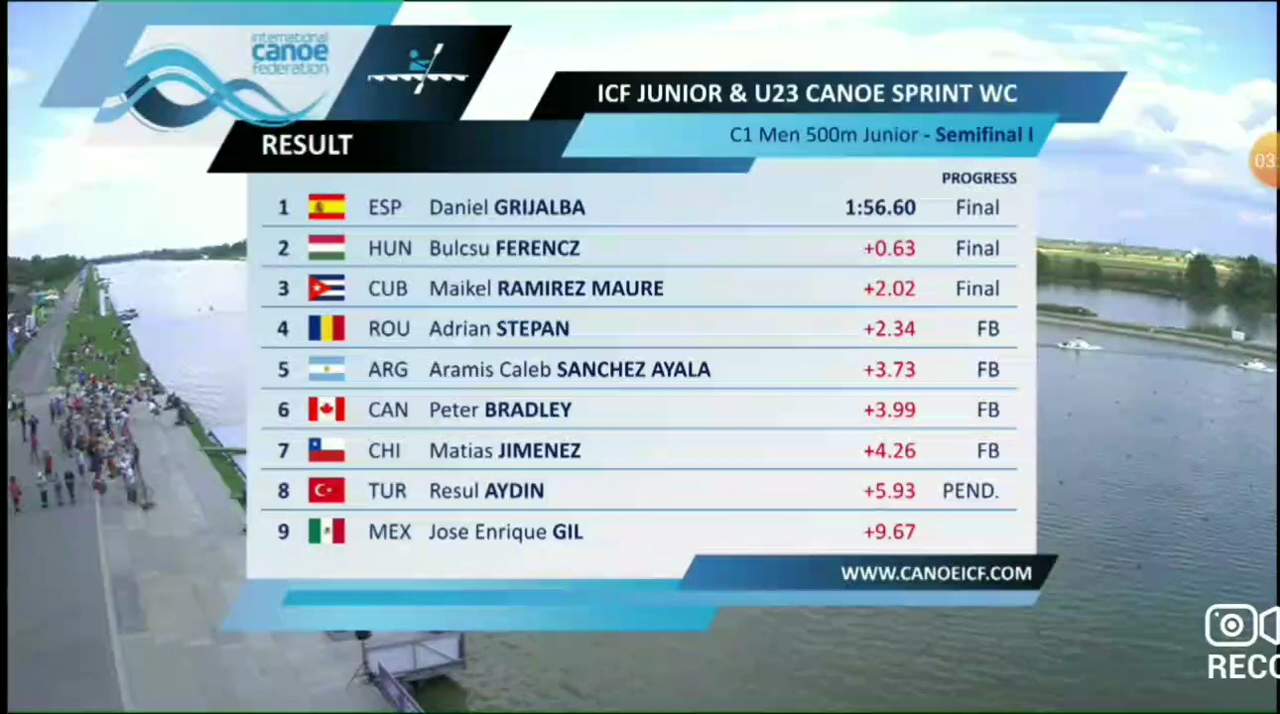 international
canoe
federation
ICF JUNIOR & U23 CANOE SPRINT WC
C1 Men 500m Junior - Semifinal I
RESULT
PROGRESS
1 ESP Daniel GRIJALBA 1:56.60 Final
2 HUN Bulcsu FERENCZ +0.63 Final
3 CUB Maikel RAMIREZ MAURE +2.02 Final
4 ROU Adrian STEPAN +2.34 FB
5 ARG Aramis Caleb SANCHEZ AYALA +3.73 FB
6 CAN Peter BRADLEY +3.99 FB
7 CHI Matias JIMENEZ +4.26 FB
8 TUR Resul AYDIN +5.93 PEND.
9 MEX Jose Enrique GIL +9.67
WWW.CANOEICF.COM
03:
RECO